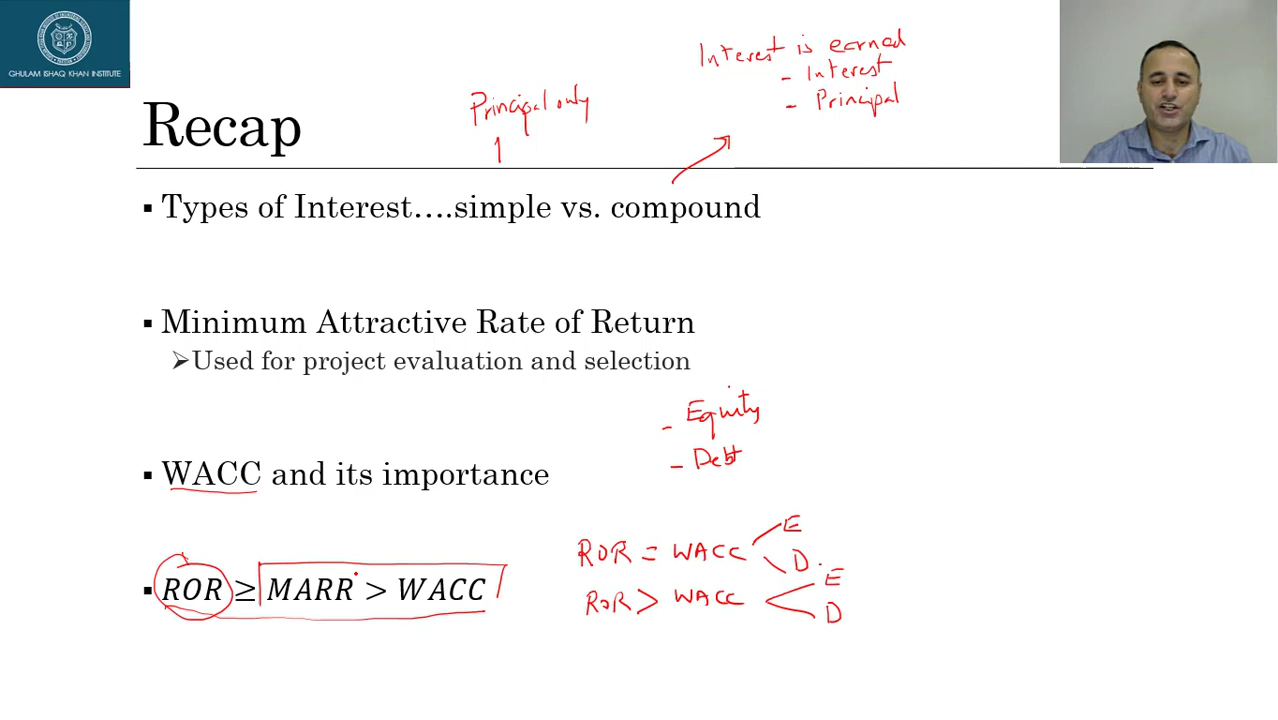 GHULAM ISHAQ KHAN INSTITUTE
Interest is earned
- Interest
- Principal
Principal only
Recap
▪ Types of Interest….simple vs. compound
▪ Minimum Attractive Rate of Return
➢Used for project evaluation and selection
- Equity
- Debt
▪ WACC and its importance
ROR = WACC E D
▪ ROR ≥ MARR > WACC
ROR > WACC E D